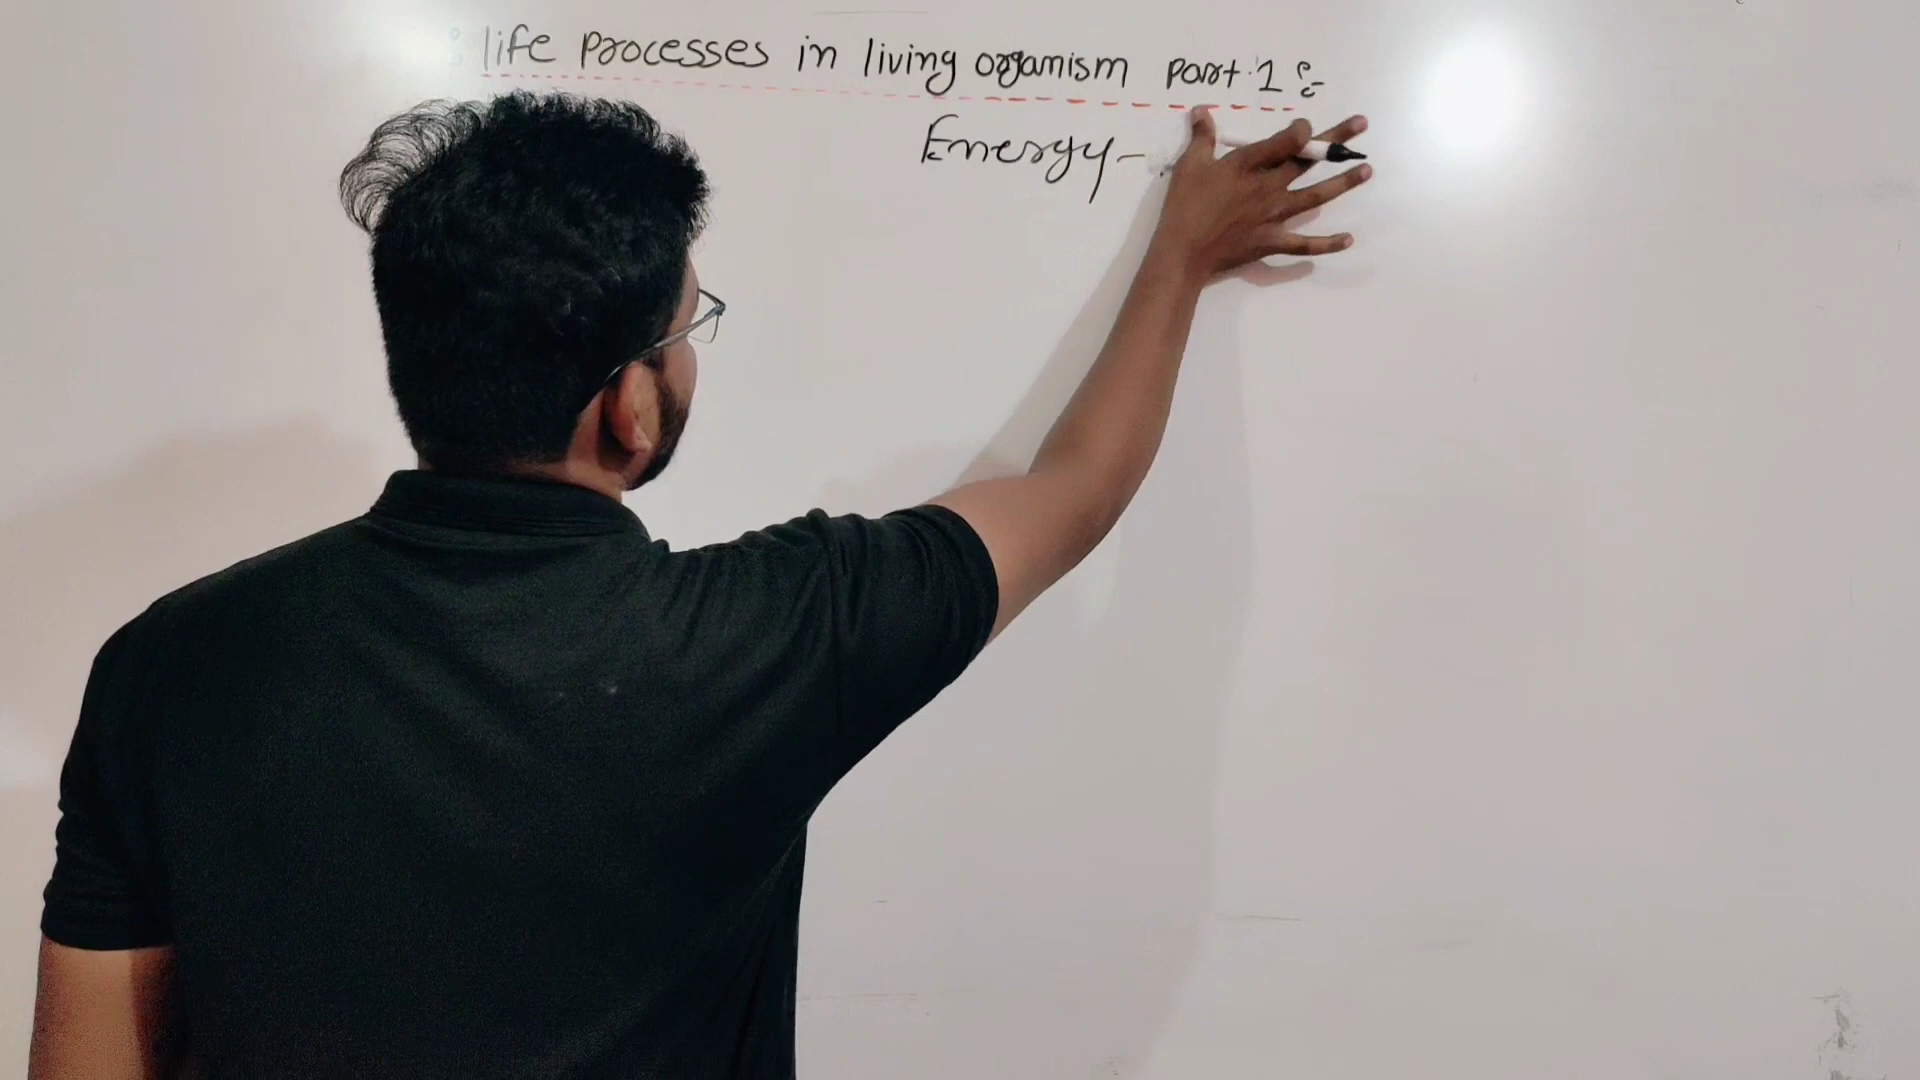 life processes in living organism part 1 :-
Energy-